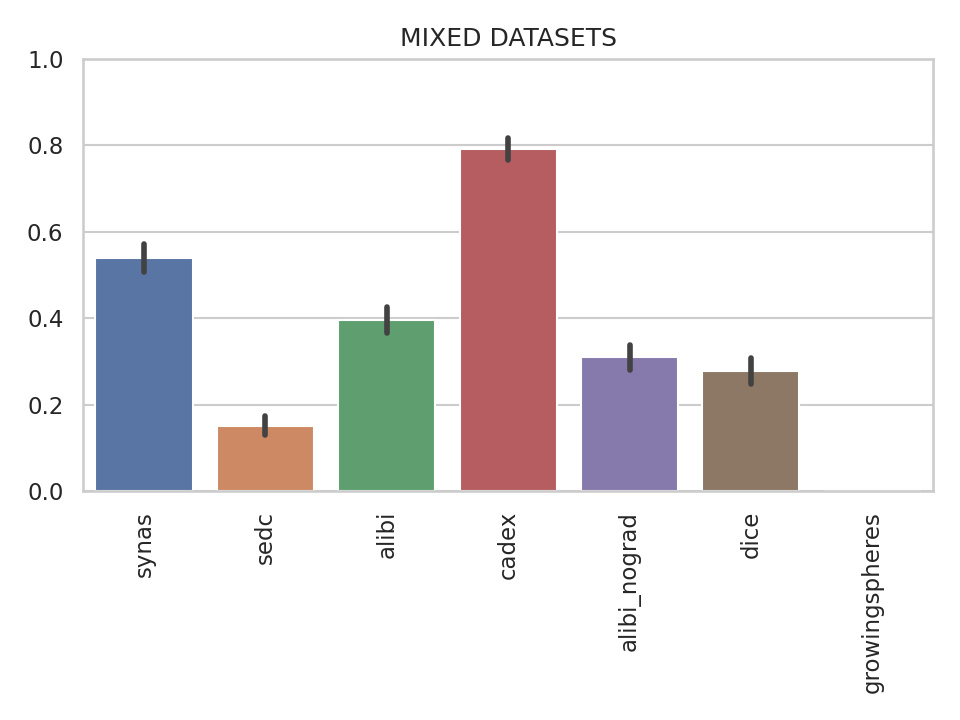 MIXED DATASETS
1.0
0.8
0.6
0.4
0.2
0.0
synas
sedc
alibi
cadex
alibi_nograd
dice
growingspheres